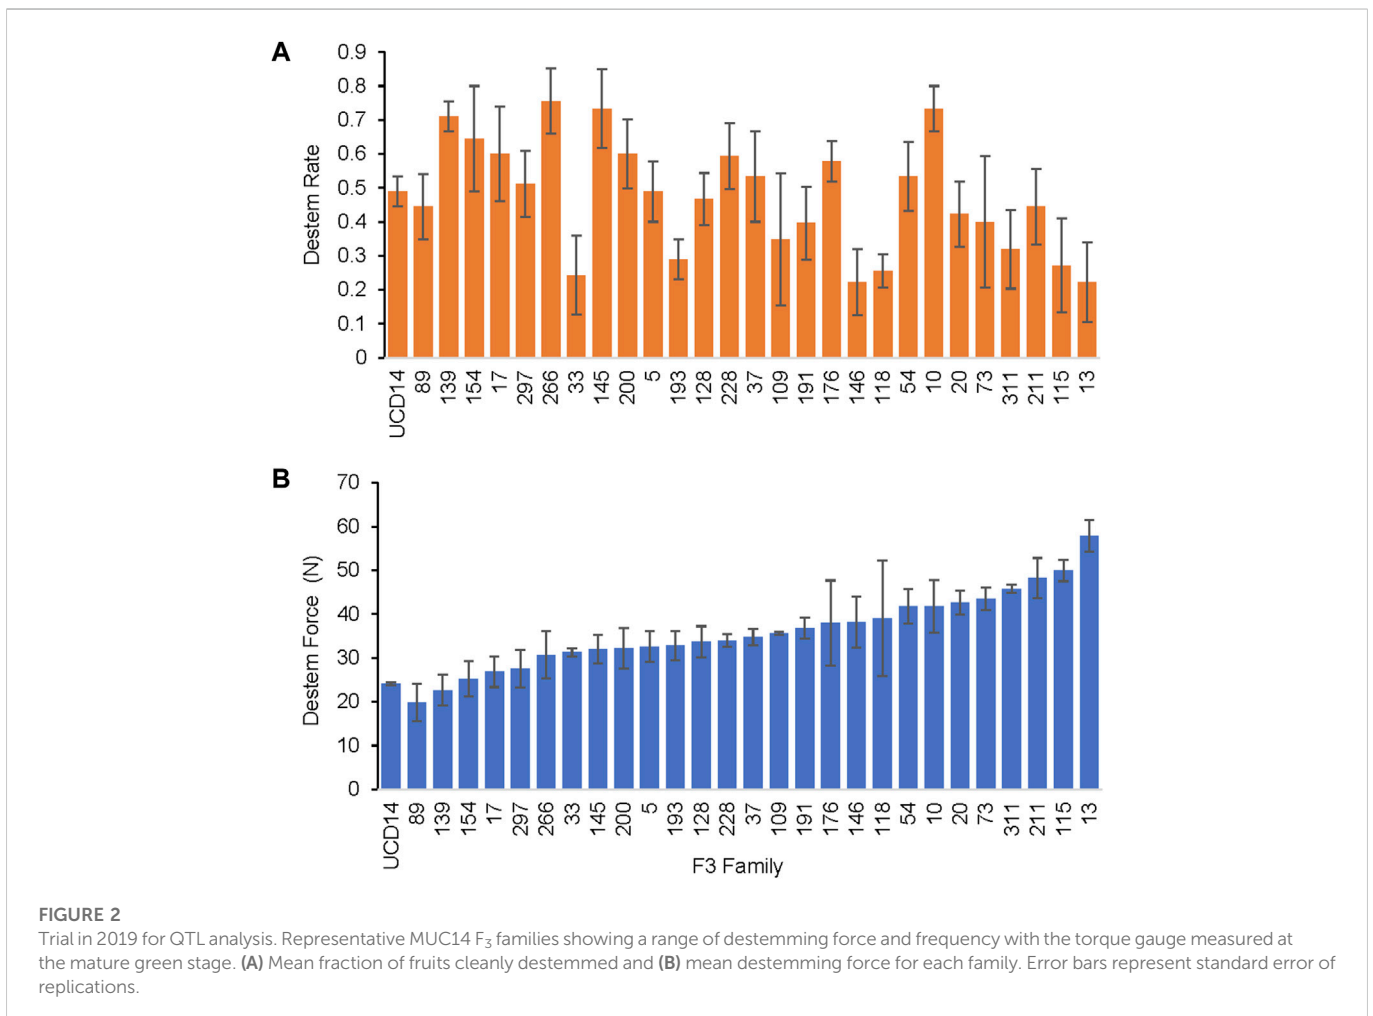 A
0.9
0.8
0.7
0.6
0.5
0.4
0.3
0.2
0.1
0
Destem Rate
UCD14 89 139 154 17 297 266 33 145 200 5 193 128 228 37 109 191 176 146 118 54 10 20 73 311 211 115 13
B
70
60
50
40
30
20
10
0
Destem Force (N)
UCD14 89 139 154 17 297 266 33 145 200 5 193 128 228 37 109 191 176 146 118 54 10 20 73 311 211 115 13
F3 Family
FIGURE 2
Trial in 2019 for QTL analysis. Representative MUC14 F₃ families showing a range of destemming force and frequency with the torque gauge measured at
the mature green stage. (A) Mean fraction of fruits cleanly destemmed and (B) mean destemming force for each family. Error bars represent standard error of
replications.